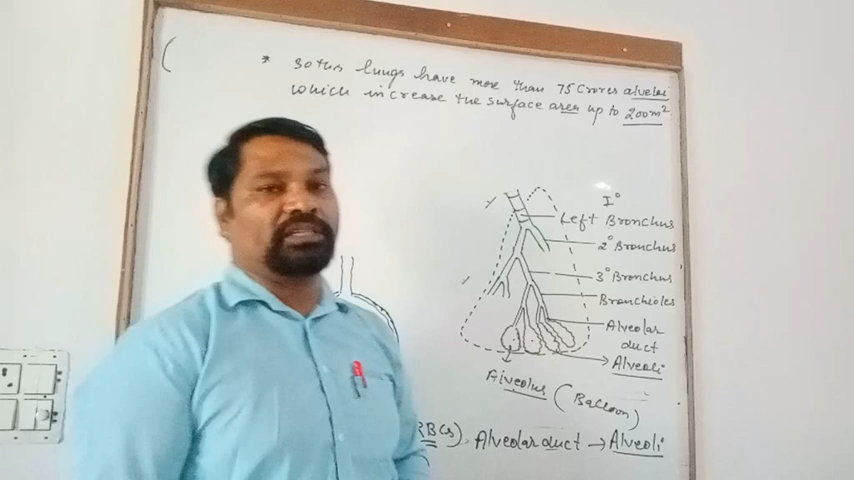 * Both lungs have more than 75 Crores alveoli
which increase the surface area up to 200m²
I°
Left Bronchus
2° Bronchus
3° Bronchus
Bronchioles
Alveolar
duct
Alveoli
Alveolus (Balloon)
RBCs). Alveolar duct → Alveoli